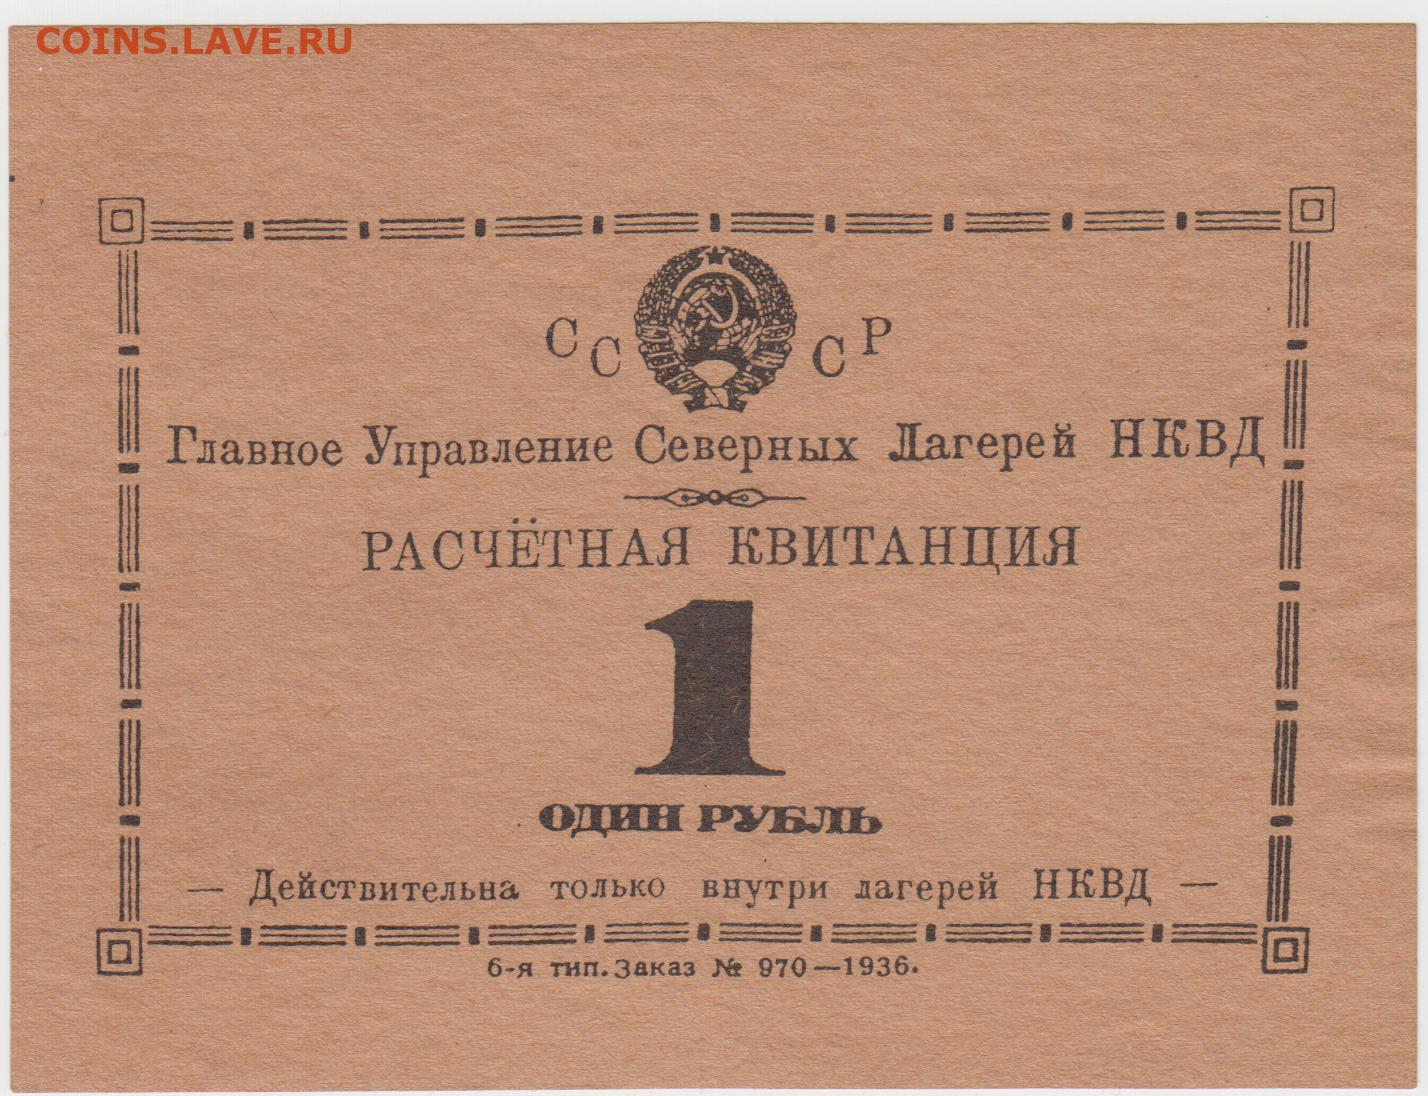 COINS.LAVE.RU
С С С Р
Главное Управление Северных Лагерей НКВД
РАСЧЁТНАЯ КВИТАНЦИЯ
1
ОДИН РУБЛЬ
— Действительна только внутри лагерей НКВД —
6-я тип. Заказ № 970—1936.